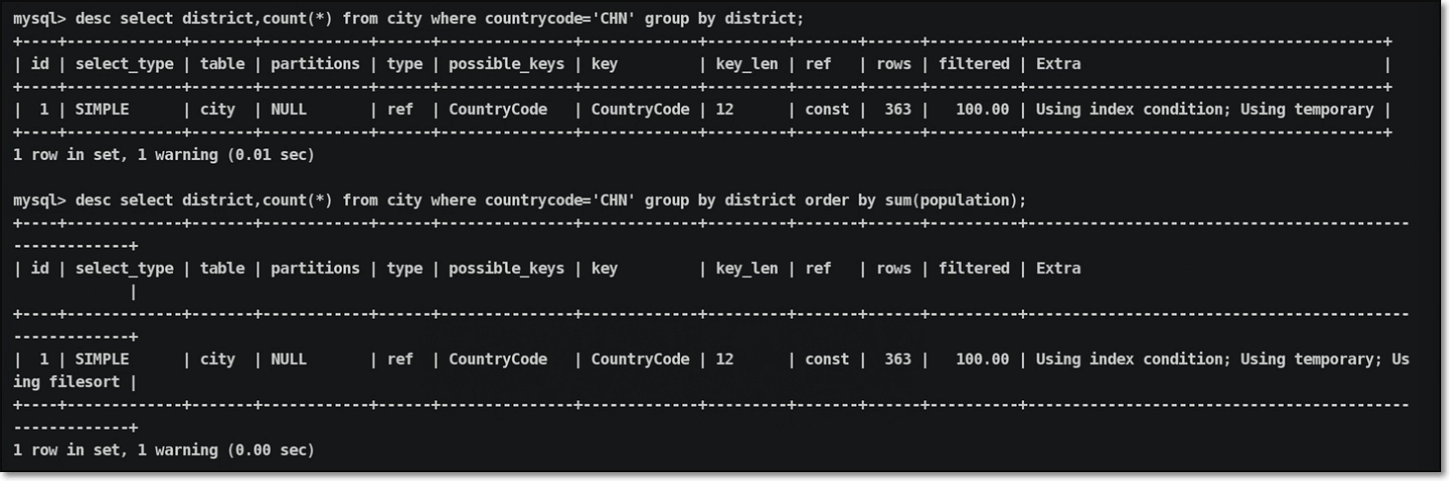 mysql> desc select district,count(*) from city where countrycode='CHN' group by district;
+----+-------------+-------+------------+------+---------------+-------------+---------+-------+------+----------+----------------------------------------+
| id | select_type | table | partitions | type | possible_keys | key         | key_len | ref   | rows | filtered | Extra                                  |
+----+-------------+-------+------------+------+---------------+-------------+---------+-------+------+----------+----------------------------------------+
|  1 | SIMPLE      | city  | NULL       | ref  | CountryCode   | CountryCode | 12      | const |  363 |   100.00 | Using index condition; Using temporary |
+----+-------------+-------+------------+------+---------------+-------------+---------+-------+------+----------+----------------------------------------+
1 row in set, 1 warning (0.01 sec)

mysql> desc select district,count(*) from city where countrycode='CHN' group by district order by sum(population);
+----+-------------+-------+------------+------+---------------+-------------+---------+-------+------+----------+-------------------------------------------
-------------+
| id | select_type | table | partitions | type | possible_keys | key         | key_len | ref   | rows | filtered | Extra
             |
+----+-------------+-------+------------+------+---------------+-------------+---------+-------+------+----------+-------------------------------------------
-------------+
|  1 | SIMPLE      | city  | NULL       | ref  | CountryCode   | CountryCode | 12      | const |  363 |   100.00 | Using index condition; Using temporary; Us
ing filesort |
+----+-------------+-------+------------+------+---------------+-------------+---------+-------+------+----------+-------------------------------------------
-------------+
1 row in set, 1 warning (0.00 sec)